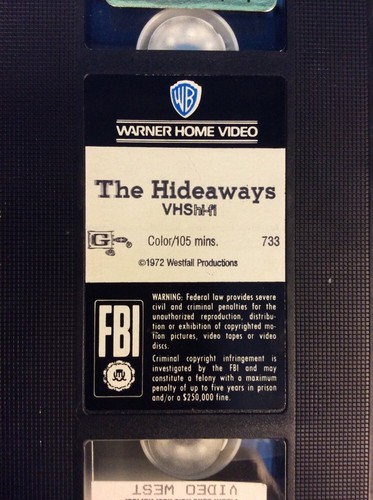 WB
WARNER HOME VIDEO
The Hideaways
VHS hi-fi
G Color/105 mins. 733
©1972 Westfall Productions
FBI
WARNING: Federal law provides severe
civil and criminal penalties for the
unauthorized reproduction, distribu-
tion or exhibition of copyrighted mo-
tion pictures, video tapes or video
discs.
Criminal copyright infringement is
investigated by the FBI and may
constitute a felony with a maximum
penalty of up to five years in prison
and/or a $250,000 fine.
VIDEO WEST